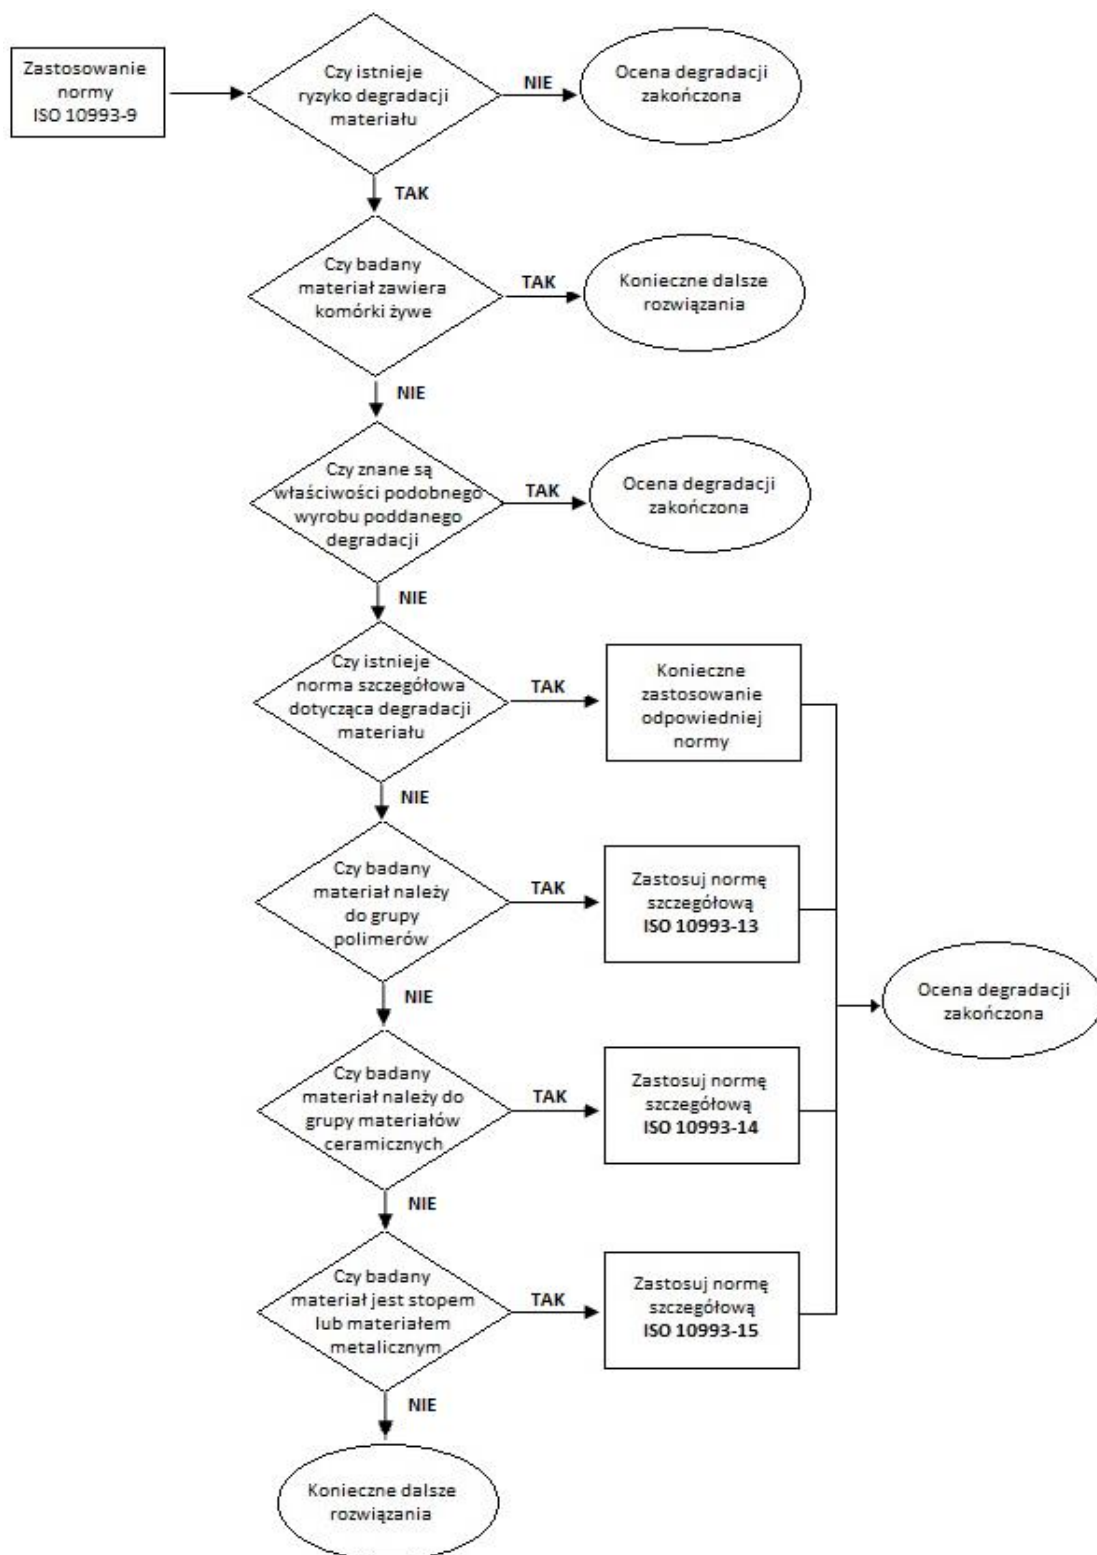 Zastosowanie
normy
ISO 10993-9
Czy istnieje
ryzyko degradacji
materiału
NIE
Ocena degradacji
zakończona
TAK
Czy badany
materiał zawiera
komórki żywe
TAK
Konieczne dalsze
rozwiązania
NIE
Czy znane są
właściwości podobnego
wyrobu poddanego
degradacji
TAK
Ocena degradacji
zakończona
NIE
Czy istnieje
norma szczegółowa
dotycząca degradacji
materiału
TAK
Konieczne
zastosowanie
odpowiedniej
normy
NIE
Czy badany
materiał należy
do grupy
polimerów
TAK
Zastosuj normę
szczegółową
ISO 10993-13
NIE
Ocena degradacji
zakończona
Czy badany
materiał należy do
grupy materiałów
ceramicznych
TAK
Zastosuj normę
szczegółową
ISO 10993-14
NIE
Czy badany
materiał jest stopem
lub materiałem
metalicznym
TAK
Zastosuj normę
szczegółową
ISO 10993-15
NIE
Konieczne dalsze
rozwiązania